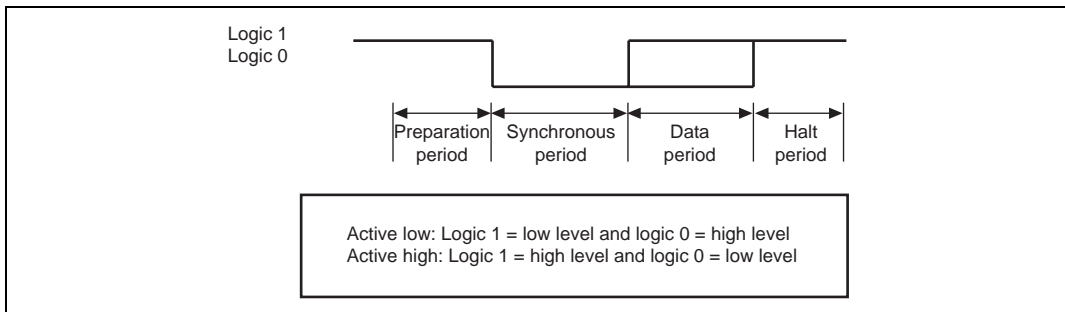 Logic 1
Logic 0
Preparation period
Synchronous period
Data period
Halt period
Active low: Logic 1 = low level and logic 0 = high level
Active high: Logic 1 = high level and logic 0 = low level